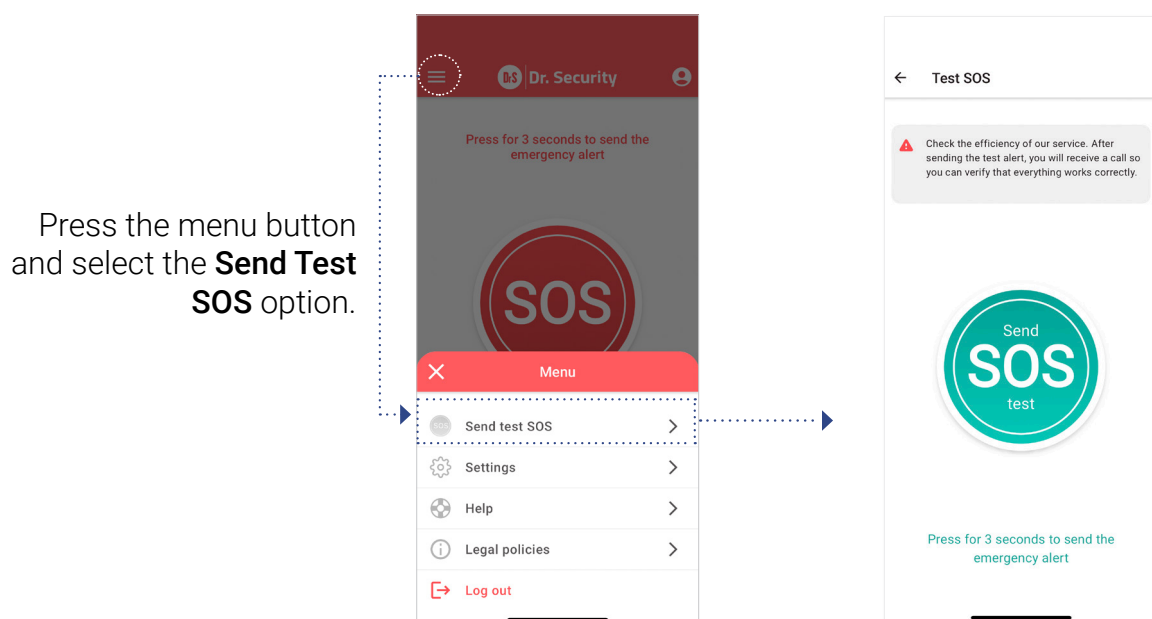 Press the menu button
and select the Send Test
SOS option.
DrS Dr. Security
Press for 3 seconds to send the
emergency alert
SOS
Menu
SOS Send test SOS
Settings
Help
Legal policies
Log out
Test SOS
Check the efficiency of our service. After
sending the test alert, you will receive a call so
you can verify that everything works correctly.
Send
SOS
test
Press for 3 seconds to send the
emergency alert